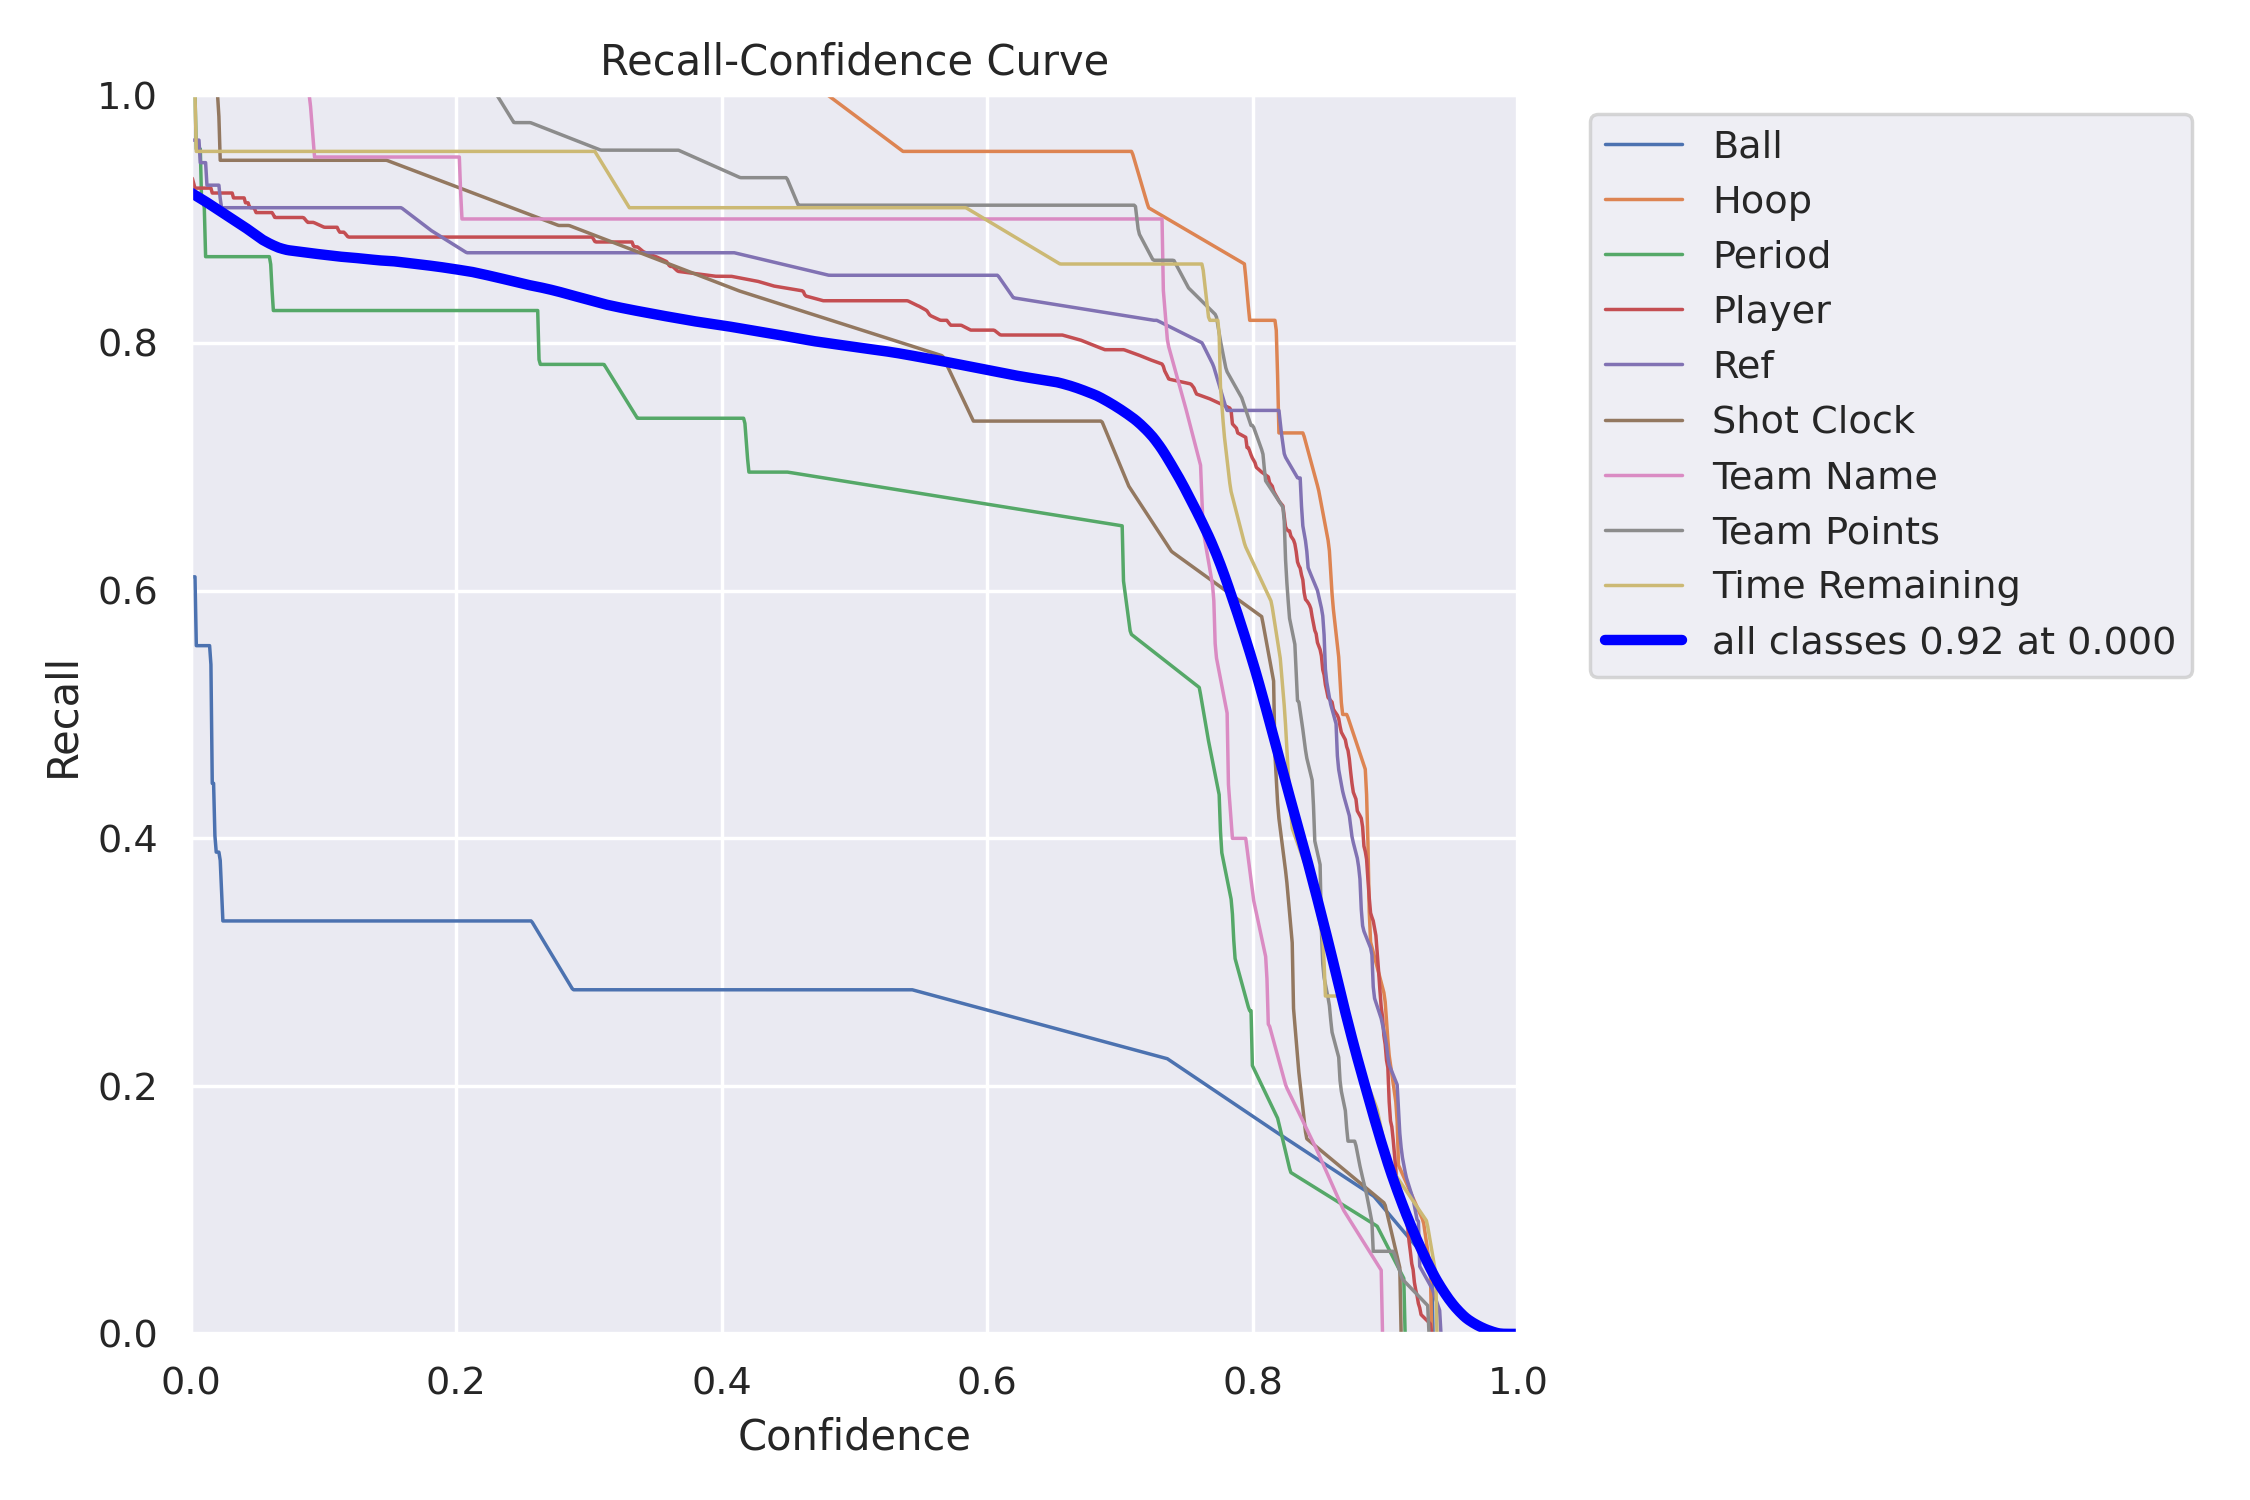 Recall-Confidence Curve
1.0
0.8
0.6
0.4
0.2
0.0
Recall
0.0 0.2 0.4 0.6 0.8 1.0
Confidence
Ball
Hoop
Period
Player
Ref
Shot Clock
Team Name
Team Points
Time Remaining
all classes 0.92 at 0.000